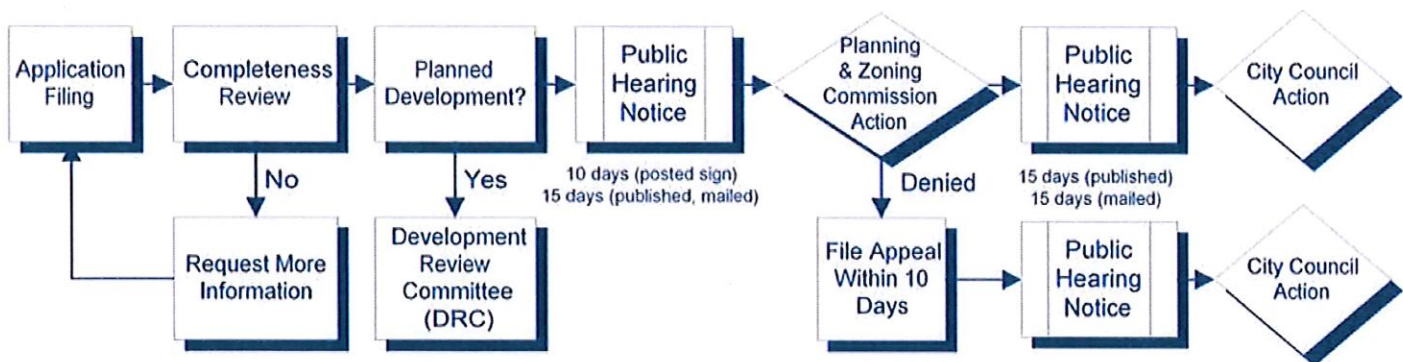 Application
Filing
Completeness
Review
Planned
Development?
Public
Hearing
Notice
Planning
& Zoning
Commission
Action
Public
Hearing
Notice
City Council
Action
No
Yes
10 days (posted sign)
15 days (published, mailed)
Denied
15 days (published)
15 days (mailed)
Request More
Information
Development
Review
Committee
(DRC)
File Appeal
Within 10
Days
Public
Hearing
Notice
City Council
Action